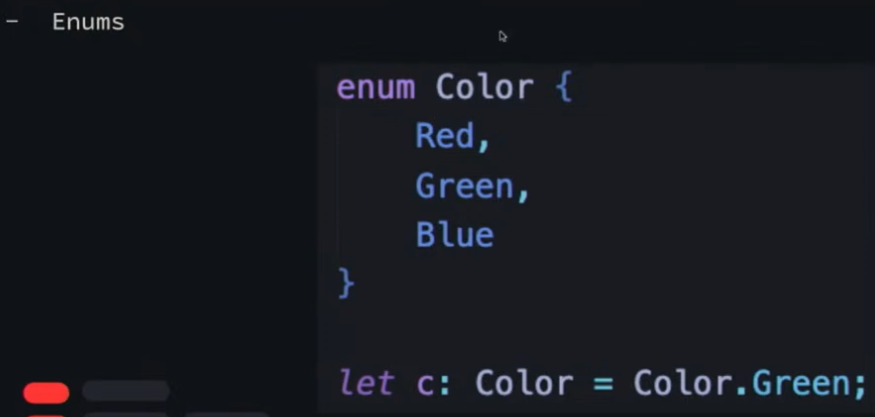 – Enums
enum Color {
Red,
Green,
Blue
}
let c: Color = Color.Green;